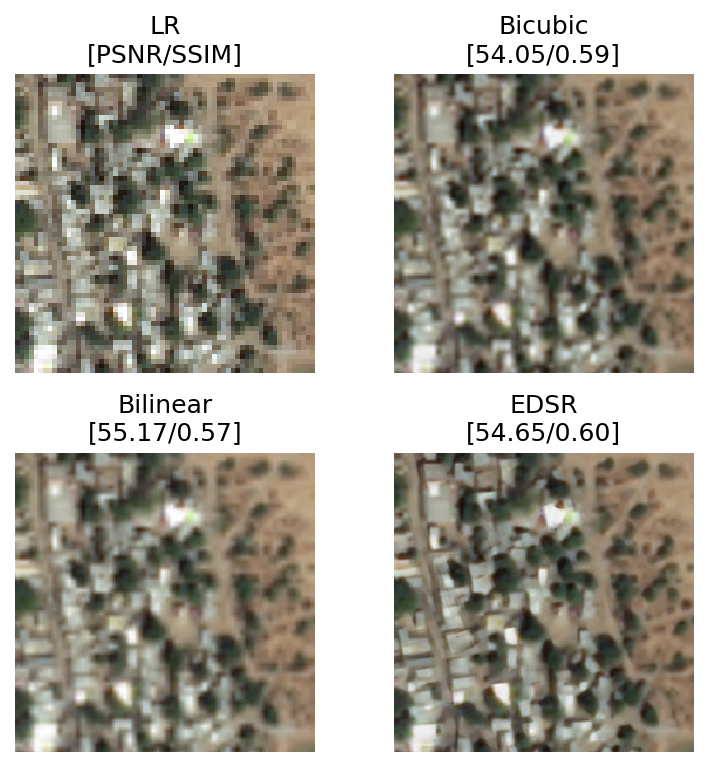 LR
[PSNR/SSIM]
Bicubic
[54.05/0.59]
Bilinear
[55.17/0.57]
EDSR
[54.65/0.60]